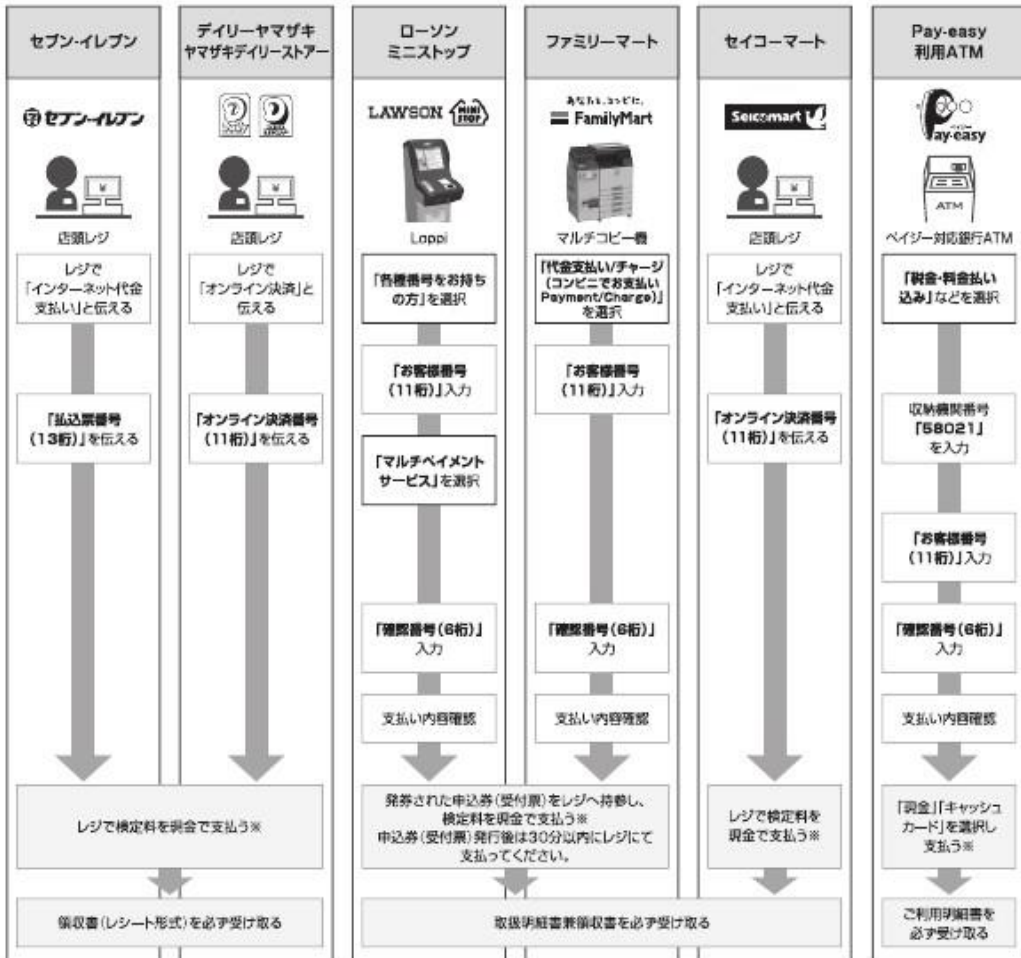 セブン-イレブン
デイリーヤマザキ
ヤマザキデイリーストアー
ローソン
ミニストップ
ファミリーマート
セイコーマート
Pay-easy
利用ATM
セブン-イレブン
LAWSON
MINI
STOP
あなたと、コンビに、
FamilyMart
Seicomart
ペイジー
Pay-easy
¥
¥
¥
ATM
店頭レジ
店頭レジ
Loppi
マルチコピー機
店頭レジ
ペイジー対応銀行ATM
レジで
「インターネット代金
支払い」と伝える
レジで
「オンライン決済」と
伝える
「各種番号をお持ち
の方」を選択
「代金支払い/チャージ
(コンビニでお支払い
Payment/Charge)」
を選択
レジで
「インターネット代金
支払い」と伝える
「税金・料金払い
込み」などを選択
「払込票番号
(13桁)」を伝える
「オンライン決済番号
(11桁)」を伝える
「お客様番号
(11桁)」入力
「マルチペイメント
サービス」を選択
「お客様番号
(11桁)」入力
「オンライン決済番号
(11桁)」を伝える
収納機関番号
「58021」
を入力
「お客様番号
(11桁)」入力
「確認番号(6桁)」
入力
「確認番号(6桁)」
入力
「確認番号(6桁)」
入力
支払い内容確認
支払い内容確認
支払い内容確認
レジで検定料を現金で支払う※
発券された申込券(受付票)をレジへ持参し、
検定料を現金で支払う※
申込券(受付票)発行後は30分以内にレジにて
支払ってください。
レジで検定料を
現金で支払う※
「現金」「キャッシュ
カード」を選択し
支払う※
領収書(レシート形式)を必ず受け取る
取扱明細書兼領収書を必ず受け取る
ご利用明細書を
必ず受け取る